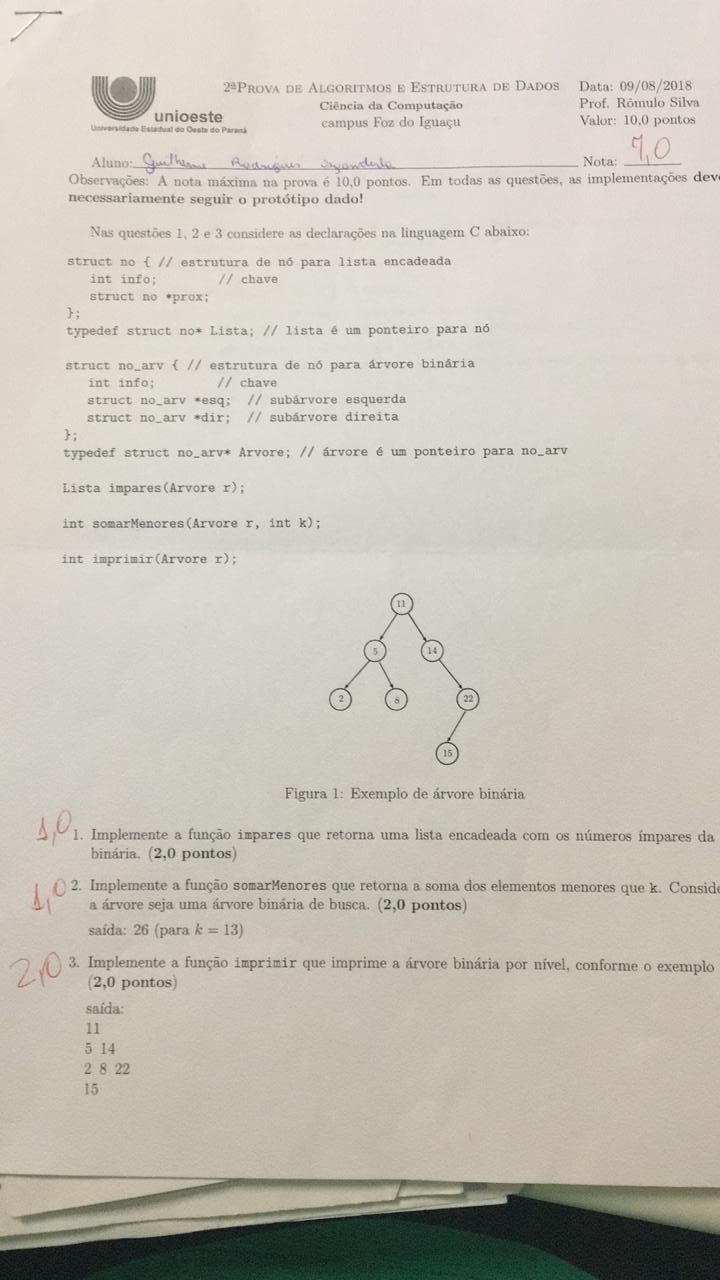 2ªPROVA DE ALGORITMOS E ESTRUTURA DE DADOS Data: 09/08/2018
Ciência da Computação Prof. Rômulo Silva
unioeste campus Foz do Iguaçu Valor: 10,0 pontos
Universidade Estadual do Oeste do Paraná
Aluno: Guilherme Rodrigues Nota: 7,0
Observações: A nota máxima na prova é 10,0 pontos. Em todas as questões, as implementações deve
necessariamente seguir o protótipo dado!
Nas questões 1, 2 e 3 considere as declarações na linguagem C abaixo:
struct no { // estrutura de nó para lista encadeada
int info; // chave
struct no *prox;
};
typedef struct no* Lista; // lista é um ponteiro para nó
struct no_arv { // estrutura de nó para árvore binária
int info; // chave
struct no_arv *esq; // subárvore esquerda
struct no_arv *dir; // subárvore direita
};
typedef struct no_arv* Arvore; // árvore é um ponteiro para no_arv
Lista impares(Arvore r);
int somarMenores(Arvore r, int k);
int imprimir(Arvore r);
11
5 14
2 8 22
15
Figura 1: Exemplo de árvore binária
1,0 1. Implemente a função impares que retorna uma lista encadeada com os números ímpares da
binária. (2,0 pontos)
1,0 2. Implemente a função somarMenores que retorna a soma dos elementos menores que k. Conside
a árvore seja uma árvore binária de busca. (2,0 pontos)
saída: 26 (para k = 13)
2,0 3. Implemente a função imprimir que imprime a árvore binária por nível, conforme o exemplo
(2,0 pontos)
saída:
11
5 14
2 8 22
15